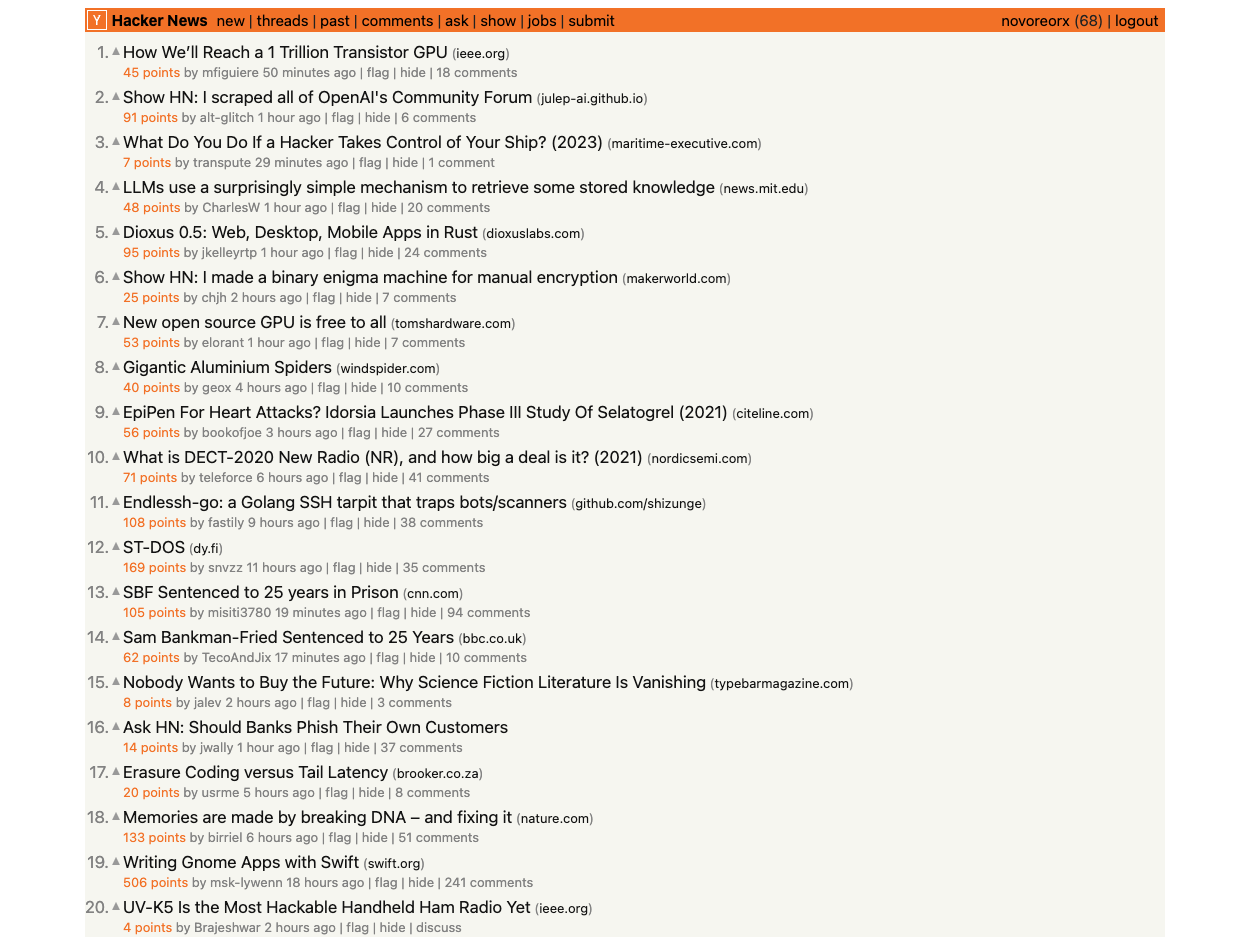 Y Hacker News new | threads | past | comments | ask | show | jobs | submit novoreorx (68) | logout
1. ▲ How We’ll Reach a 1 Trillion Transistor GPU (ieee.org)
45 points by mfiguiere 50 minutes ago | flag | hide | 18 comments
2. ▲ Show HN: I scraped all of OpenAI's Community Forum (julep-ai.github.io)
91 points by alt-glitch 1 hour ago | flag | hide | 6 comments
3. ▲ What Do You Do If a Hacker Takes Control of Your Ship? (2023) (maritime-executive.com)
7 points by transpute 29 minutes ago | flag | hide | 1 comment
4. ▲ LLMs use a surprisingly simple mechanism to retrieve some stored knowledge (news.mit.edu)
48 points by CharlesW 1 hour ago | flag | hide | 20 comments
5. ▲ Dioxus 0.5: Web, Desktop, Mobile Apps in Rust (dioxuslabs.com)
95 points by jkelleyrtp 1 hour ago | flag | hide | 24 comments
6. ▲ Show HN: I made a binary enigma machine for manual encryption (makerworld.com)
25 points by chjh 2 hours ago | flag | hide | 7 comments
7. ▲ New open source GPU is free to all (tomshardware.com)
53 points by elorant 1 hour ago | flag | hide | 7 comments
8. ▲ Gigantic Aluminium Spiders (windspider.com)
40 points by geox 4 hours ago | flag | hide | 10 comments
9. ▲ EpiPen For Heart Attacks? Idorsia Launches Phase III Study Of Selatogrel (2021) (citeline.com)
56 points by bookofjoe 3 hours ago | flag | hide | 27 comments
10. ▲ What is DECT-2020 New Radio (NR), and how big a deal is it? (2021) (nordicsemi.com)
71 points by teleforce 6 hours ago | flag | hide | 41 comments
11. ▲ Endlessh-go: a Golang SSH tarpit that traps bots/scanners (github.com/shizunge)
108 points by fastily 9 hours ago | flag | hide | 38 comments
12. ▲ ST-DOS (dy.fi)
169 points by snvzz 11 hours ago | flag | hide | 35 comments
13. ▲ SBF Sentenced to 25 years in Prison (cnn.com)
105 points by misiti3780 19 minutes ago | flag | hide | 94 comments
14. ▲ Sam Bankman-Fried Sentenced to 25 Years (bbc.co.uk)
62 points by TecoAndJix 17 minutes ago | flag | hide | 10 comments
15. ▲ Nobody Wants to Buy the Future: Why Science Fiction Literature Is Vanishing (typebarmagazine.com)
8 points by jalev 2 hours ago | flag | hide | 3 comments
16. ▲ Ask HN: Should Banks Phish Their Own Customers
14 points by jwally 1 hour ago | flag | hide | 37 comments
17. ▲ Erasure Coding versus Tail Latency (brooker.co.za)
20 points by usrme 5 hours ago | flag | hide | 8 comments
18. ▲ Memories are made by breaking DNA – and fixing it (nature.com)
133 points by birriel 6 hours ago | flag | hide | 51 comments
19. ▲ Writing Gnome Apps with Swift (swift.org)
506 points by msk-lywenn 18 hours ago | flag | hide | 241 comments
20. ▲ UV-K5 Is the Most Hackable Handheld Ham Radio Yet (ieee.org)
4 points by Brajeshwar 2 hours ago | flag | hide | discuss